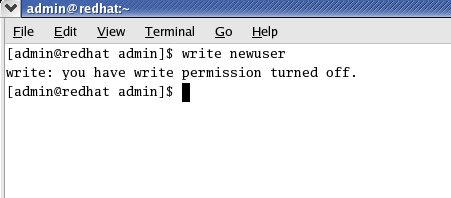 admin@redhat:~
File Edit View Terminal Go Help
[admin@redhat admin]$ write newuser
write: you have write permission turned off.
[admin@redhat admin]$